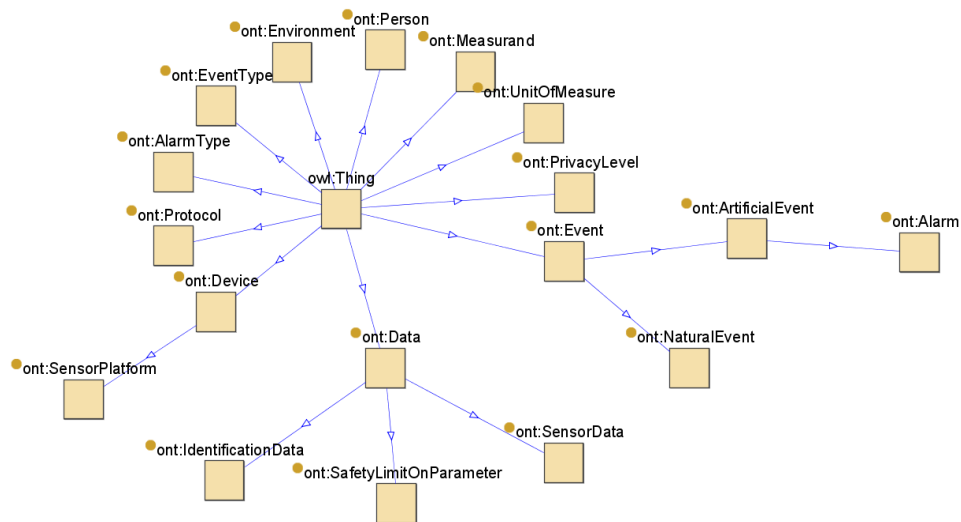 ont:Person
ont:Environment
ont:Measurand
ont:EventType
ont:UnitOfMeasure
ont:AlarmType
ont:PrivacyLevel
owl:Thing
ont:ArtificialEvent
ont:Alarm
ont:Protocol
ont:Event
ont:Device
ont:Data
ont:NaturalEvent
ont:SensorPlatform
ont:SensorData
ont:IdentificationData
ont:SafetyLimitOnParameter